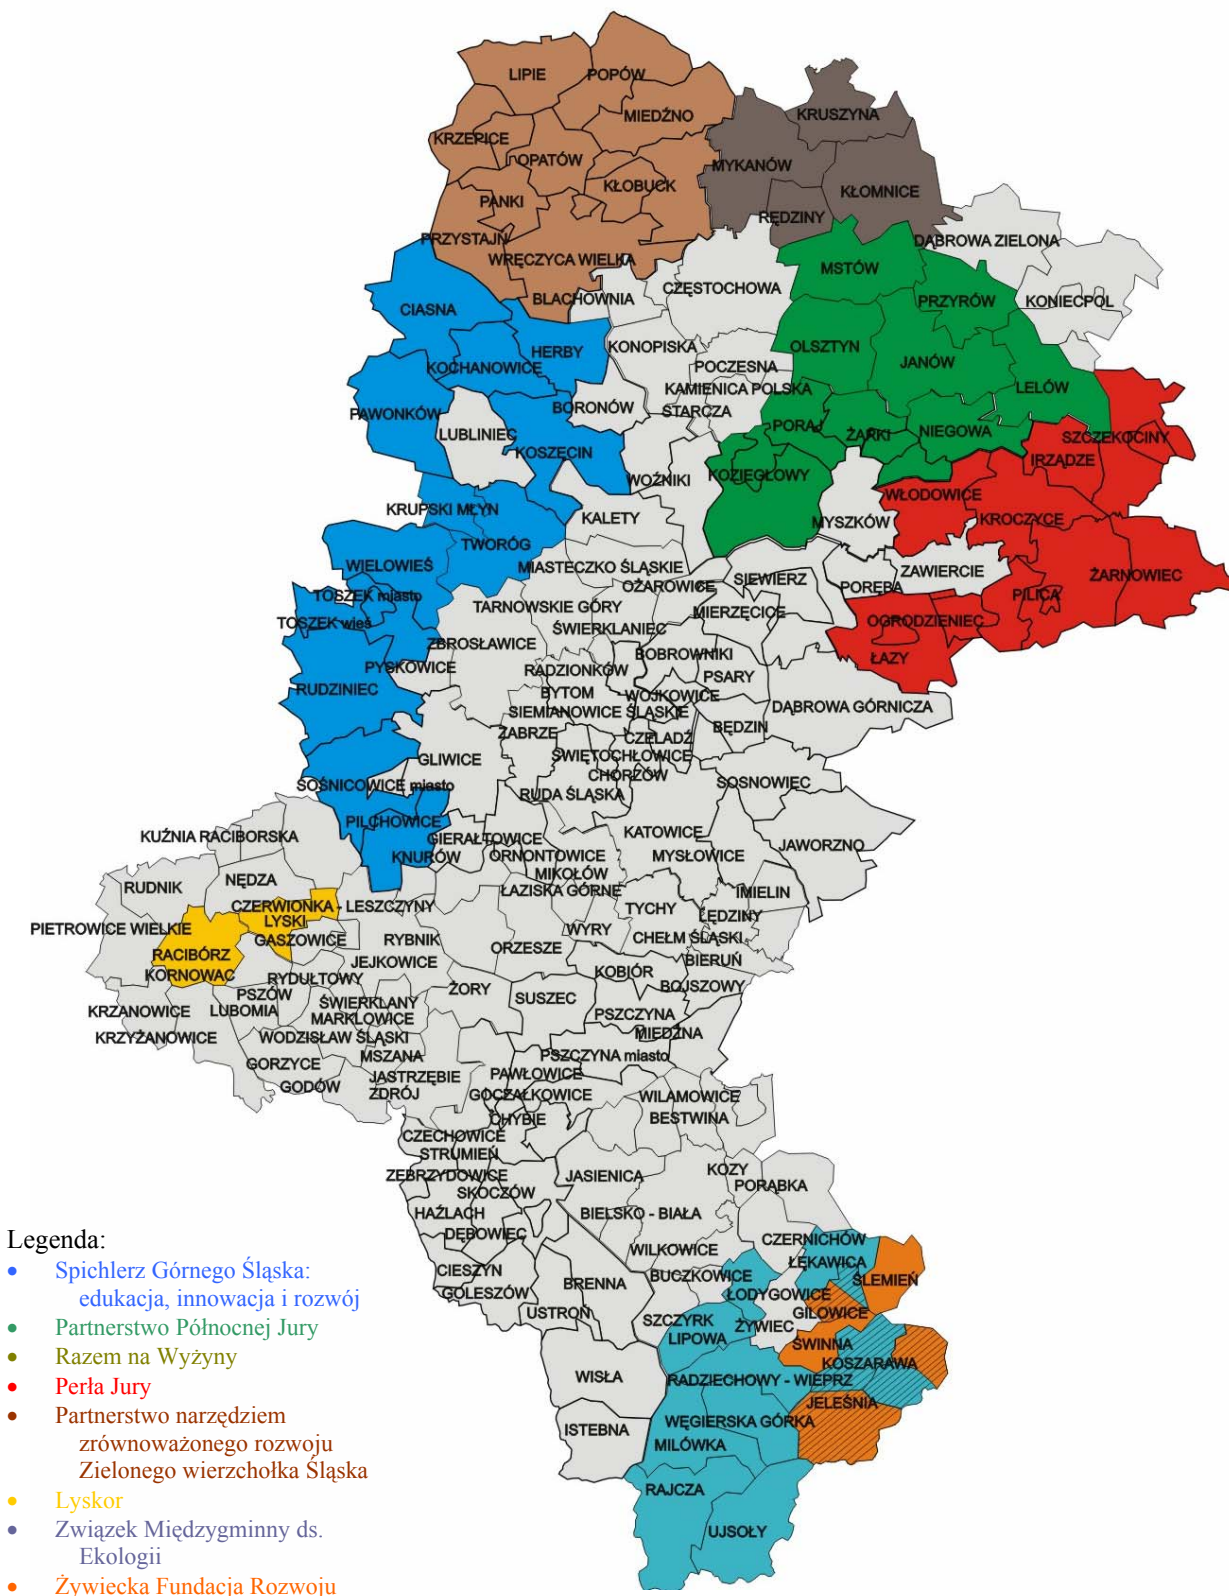 LIPIE
POPÓW
MIEDŹNO
KRUSZYNA
KRZEPICE
OPATÓW
MYKANÓW
KŁOBUCK
KŁOMNICE
PANKI
RĘDZINY
PRZYSTAJŃ
DĄBROWA ZIELONA
WRĘCZYCA WIELKA
MSTÓW
CZĘSTOCHOWA
BLACHOWNIA
PRZYRÓW
KONIECPOL
CIASNA
KONOPISKA
OLSZTYN
HERBY
JANÓW
KOCHANOWICE
POCZESNA
KAMIENICA POLSKA
LELÓW
PAWONKÓW
BORONÓW
STARCZA
PORAJ
ŻARKI
NIEGOWA
LUBLINIEC
SZCZEKOCINY
KOSZĘCIN
IRZĄDZE
WOŹNIKI
KOZIEGŁOWY
WŁODOWICE
KRUPSKI MŁYN
KALETY
MYSZKÓW
KROCZYCE
TWORÓG
WIELOWIEŚ
MIASTECZKO ŚLĄSKIE
ZAWIERCIE
ŻARNOWIEC
OŻAROWICE
SIEWIERZ
PORĘBA
TOSZEK miasto
PILICA
TARNOWSKIE GÓRY
MIERZĘCICE
TOSZEK wieś
ŚWIERKLANIEC
OGRODZIENIEC
ZBROSŁAWICE
BOBROWNIKI
ŁAZY
PYSKOWICE
RADZIONKÓW
PSARY
RUDZINIEC
BYTOM
WOJKOWICE
DĄBROWA GÓRNICZA
SIEMIANOWICE ŚLĄSKIE
ZABRZE
CZELADŹ
BĘDZIN
GLIWICE
ŚWIĘTOCHŁOWICE
CHORZÓW
SOŚNICOWICE miasto
RUDA ŚLĄSKA
SOSNOWIEC
PILCHOWICE
KUŹNIA RACIBORSKA
GIERAŁTOWICE
KATOWICE
JAWORZNO
KNURÓW
ORNONTOWICE
MYSŁOWICE
MIKOŁÓW
NĘDZA
RUDNIK
ŁAZISKA GÓRNE
IMIELIN
CZERWIONKA - LESZCZYNY
TYCHY
LĘDZINY
LYSKI
PIETROWICE WIELKE
WYRY
GASZOWICE
RYBNIK
CHEŁM ŚLĄSKI
ORZESZE
RACIBÓRZ
JEJKOWICE
BIERUŃ
KORNOWAC
RYDUŁTOWY
KOBIÓR
BOJSZOWY
ŻORY
SUSZEC
PSZÓW
ŚWIERKLANY
KRZANOWICE
LUBOMIA
MARKLOWICE
PSZCZYNA
KRZYŻANOWICE
WODZISŁAW ŚLĄSKI
MIEDŹNA
MSZANA
PSZCZYNA miasto
GORZYCE
PAWŁOWICE
GODÓW
JASTRZĘBIE
ZDRÓJ
GOCZAŁKOWICE
WILAMOWICE
CHYBIE
BESTWINA
CZECHOWICE
STRUMIEŃ
ZEBRZYDOWICE
JASIENICA
KOZY
PORĄBKA
SKOCZÓW
HAŻLACH
BIELSKO - BIAŁA
DĘBOWIEC
CZERNICHÓW
WILKOWICE
ŁĘKAWICA
CIESZYN
BUCZKOWICE
ŚLEMIEŃ
BRENNA
GOLESZÓW
ŁODYGOWICE
GILOWICE
USTROŃ
SZCZYRK
ŻYWIEC
LIPOWA
ŚWINNA
KOSZARAWA
WISŁA
RADZIECHOWY - WIEPRZ
JELEŚNIA
WĘGIERSKA GÓRKA
ISTEBNA
MILÓWKA
RAJCZA
UJSOŁY
Legenda:
• Spichlerz Górnego Śląska:
edukacja, innowacja i rozwój
• Partnerstwo Północnej Jury
• Razem na Wyżyny
• Perła Jury
• Partnerstwo narzędziem
zrównoważonego rozwoju
Zielonego wierzchołka Śląska
• Lyskor
• Związek Międzygminny ds.
Ekologii
• Żywiecka Fundacja Rozwoju